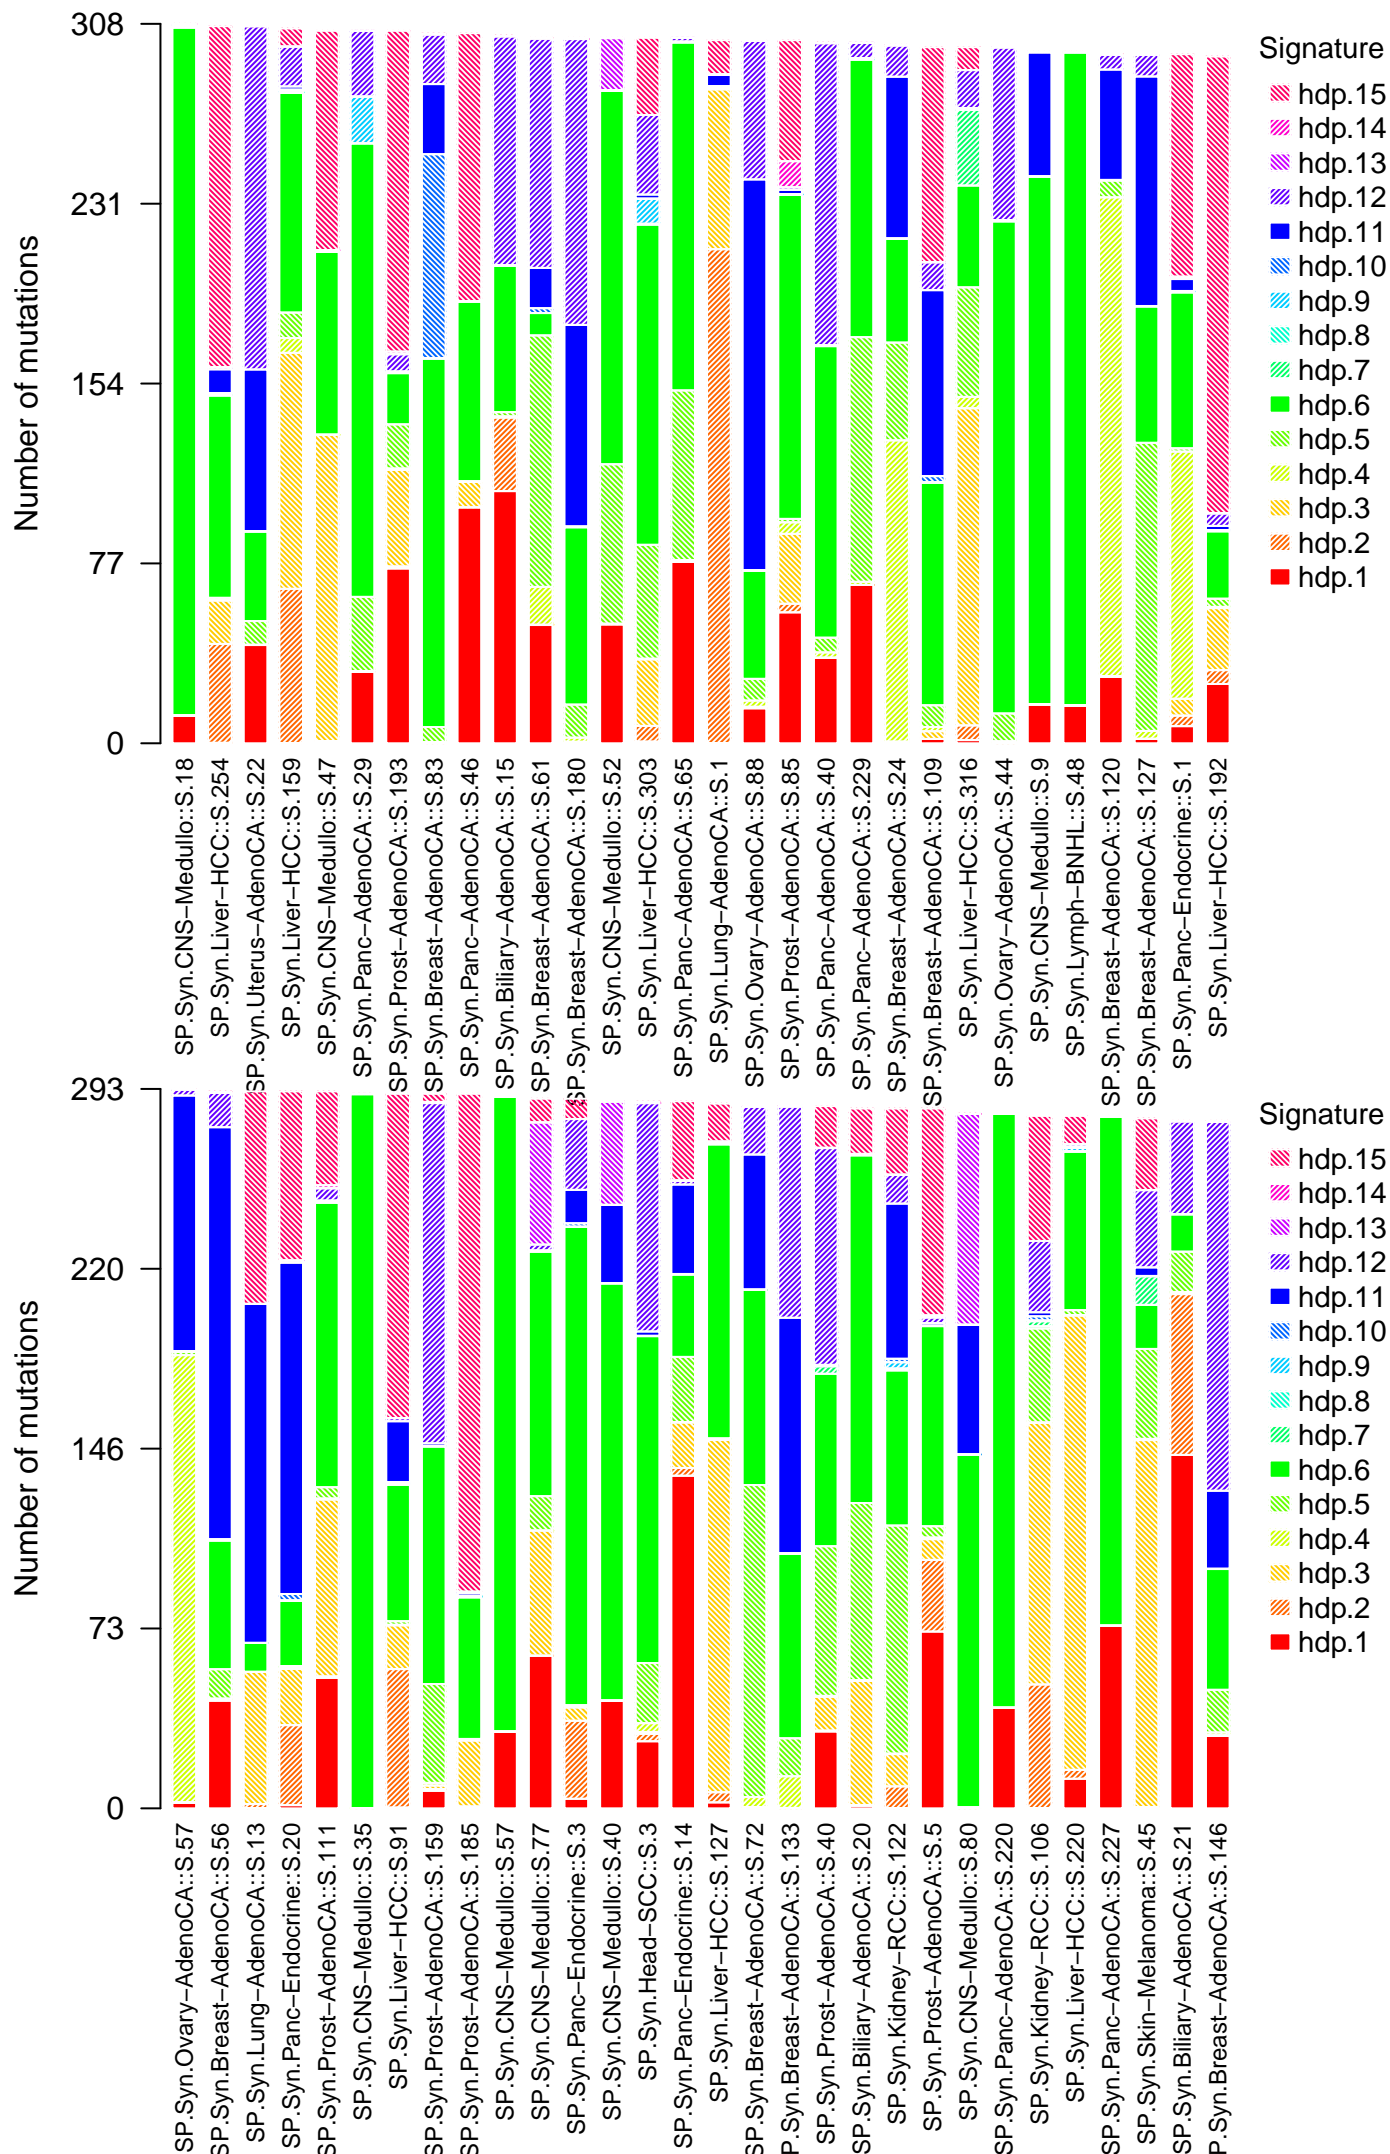 308
231
154
77
0
Number of mutations
Signature
hdp.15
hdp.14
hdp.13
hdp.12
hdp.11
hdp.10
hdp.9
hdp.8
hdp.7
hdp.6
hdp.5
hdp.4
hdp.3
hdp.2
hdp.1
SP.Syn.CNS−Medullo::S.18
SP.Syn.Liver−HCC::S.254
SP.Syn.Uterus−AdenoCA::S.22
SP.Syn.Liver−HCC::S.159
SP.Syn.CNS−Medullo::S.47
SP.Syn.Panc−AdenoCA::S.29
SP.Syn.Prost−AdenoCA::S.193
SP.Syn.Breast−AdenoCA::S.83
SP.Syn.Panc−AdenoCA::S.46
SP.Syn.Biliary−AdenoCA::S.15
SP.Syn.Breast−AdenoCA::S.61
SP.Syn.Breast−AdenoCA::S.180
SP.Syn.CNS−Medullo::S.52
SP.Syn.Liver−HCC::S.303
SP.Syn.Panc−AdenoCA::S.65
SP.Syn.Lung−AdenoCA::S.1
SP.Syn.Ovary−AdenoCA::S.88
SP.Syn.Prost−AdenoCA::S.85
SP.Syn.Panc−AdenoCA::S.40
SP.Syn.Panc−AdenoCA::S.229
SP.Syn.Breast−AdenoCA::S.24
SP.Syn.Breast−AdenoCA::S.109
SP.Syn.Liver−HCC::S.316
SP.Syn.Ovary−AdenoCA::S.44
SP.Syn.CNS−Medullo::S.9
SP.Syn.Lymph−BNHL::S.48
SP.Syn.Breast−AdenoCA::S.120
SP.Syn.Breast−AdenoCA::S.127
SP.Syn.Panc−Endocrine::S.1
SP.Syn.Liver−HCC::S.192
293
220
146
73
0
Number of mutations
Signature
hdp.15
hdp.14
hdp.13
hdp.12
hdp.11
hdp.10
hdp.9
hdp.8
hdp.7
hdp.6
hdp.5
hdp.4
hdp.3
hdp.2
hdp.1
SP.Syn.Ovary−AdenoCA::S.57
SP.Syn.Breast−AdenoCA::S.56
SP.Syn.Lung−AdenoCA::S.13
SP.Syn.Panc−Endocrine::S.20
SP.Syn.Prost−AdenoCA::S.111
SP.Syn.CNS−Medullo::S.35
SP.Syn.Liver−HCC::S.91
SP.Syn.Prost−AdenoCA::S.159
SP.Syn.Prost−AdenoCA::S.185
SP.Syn.CNS−Medullo::S.57
SP.Syn.CNS−Medullo::S.77
SP.Syn.Panc−Endocrine::S.3
SP.Syn.CNS−Medullo::S.40
SP.Syn.Head−SCC::S.3
SP.Syn.Panc−Endocrine::S.14
SP.Syn.Liver−HCC::S.127
SP.Syn.Breast−AdenoCA::S.72
P.Syn.Breast−AdenoCA::S.133
SP.Syn.Prost−AdenoCA::S.40
SP.Syn.Biliary−AdenoCA::S.20
SP.Syn.Kidney−RCC::S.122
SP.Syn.Prost−AdenoCA::S.5
SP.Syn.CNS−Medullo::S.80
SP.Syn.Panc−AdenoCA::S.220
SP.Syn.Kidney−RCC::S.106
SP.Syn.Liver−HCC::S.220
SP.Syn.Panc−AdenoCA::S.227
SP.Syn.Skin−Melanoma::S.45
SP.Syn.Biliary−AdenoCA::S.21
P.Syn.Breast−AdenoCA::S.146